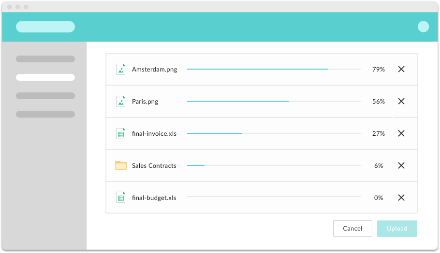 Amsterdam.png 79%
Paris.png 56%
final-invoice.xls 27%
Sales Contracts 6%
final-budget.xls 0%
Cancel Upload